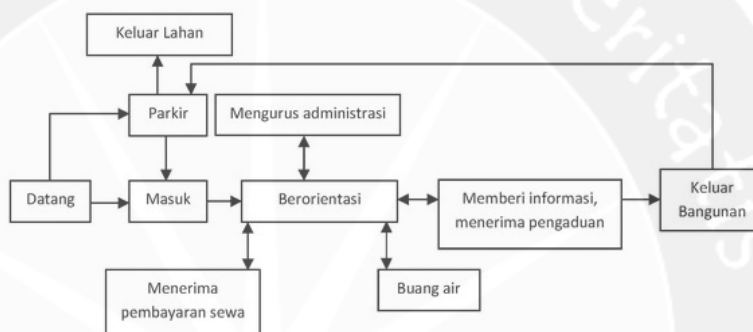 Keluar Lahan
Parkir
Mengurus administrasi
Datang
Masuk
Berorientasi
Memberi informasi,
menerima pengaduan
Keluar
Bangunan
Menerima
pembayaran sewa
Buang air
eritatis